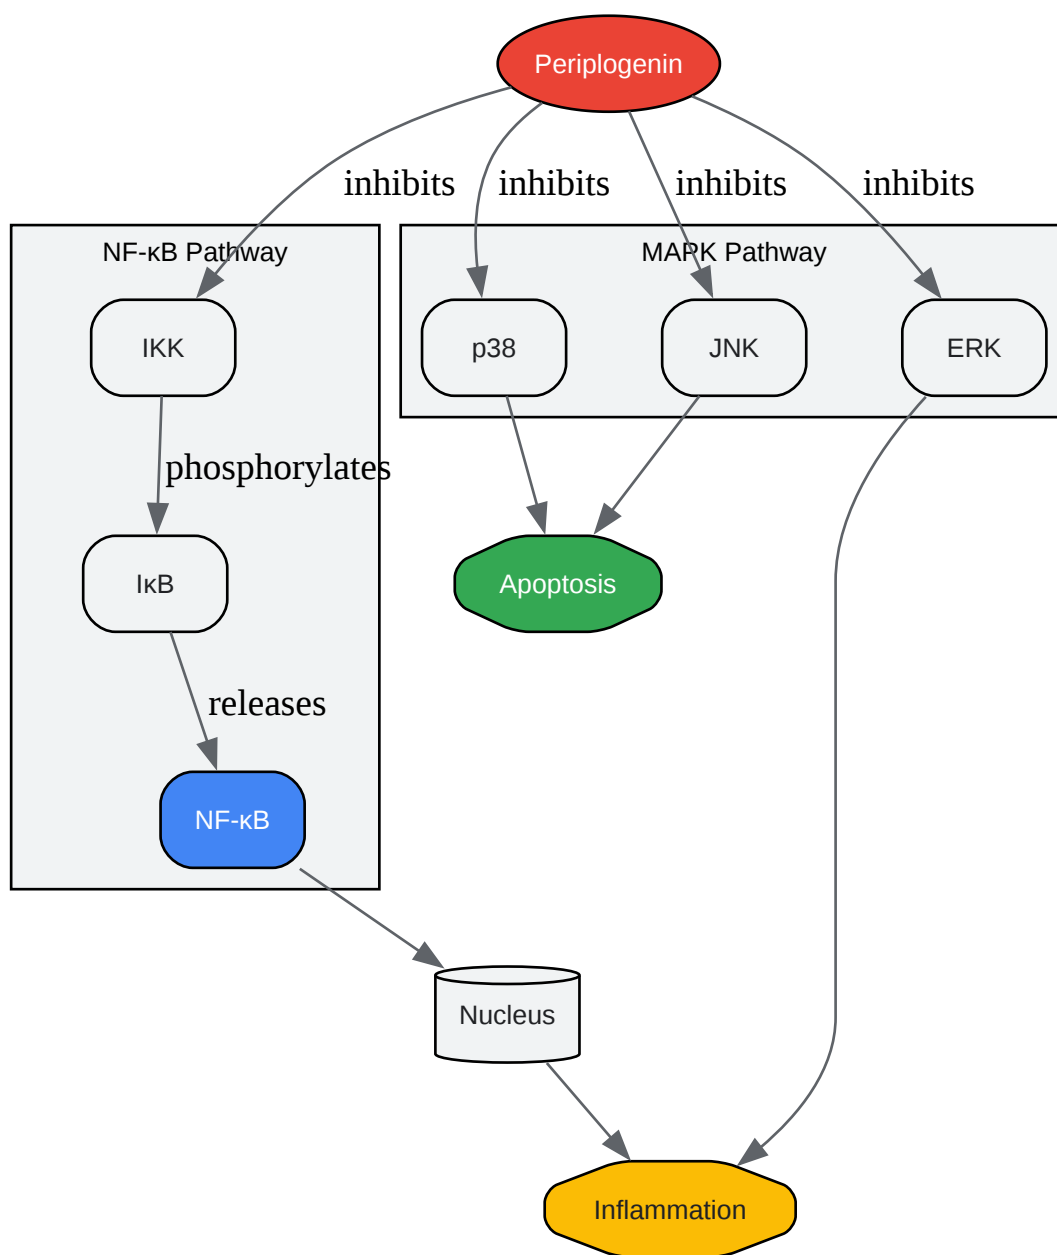 Periplogenin
inhibits
inhibits
inhibits
inhibits
NF-κB Pathway
MAPK Pathway
IKK
p38
JNK
ERK
phosphorylates
IκB
Apoptosis
releases
NF-κB
Nucleus
Inflammation